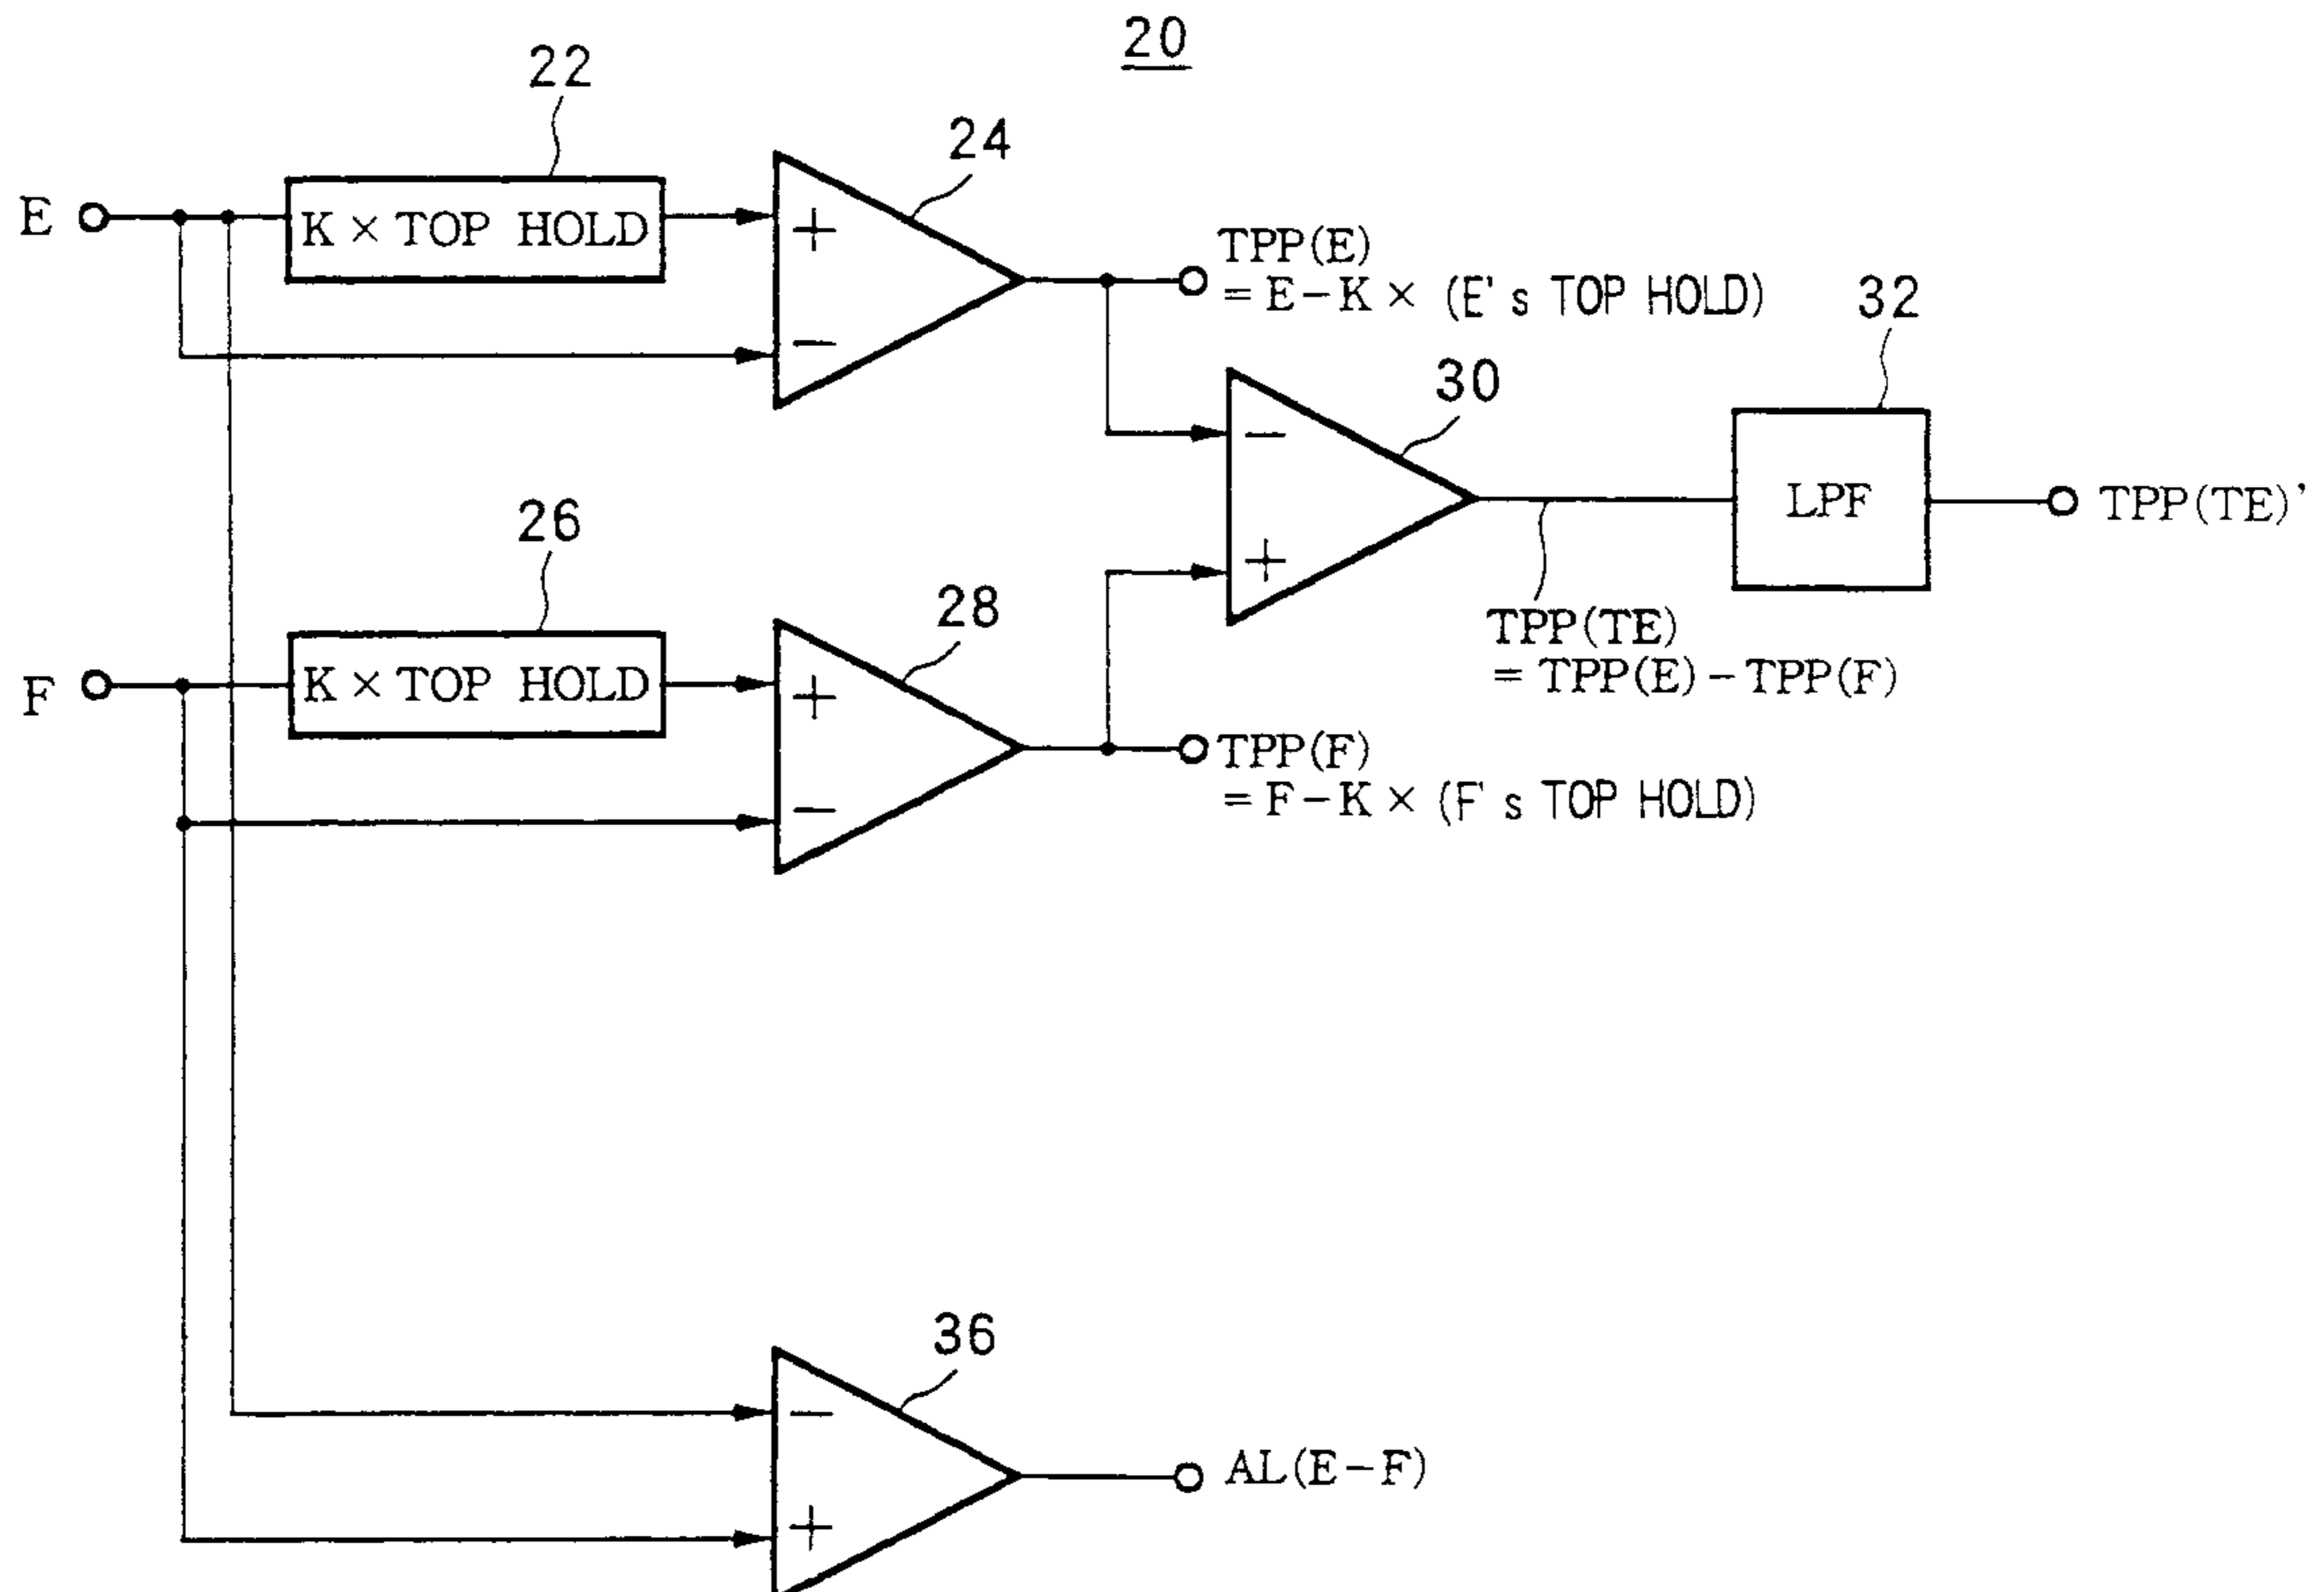 20
22
24
E
K × TOP HOLD
+
−
TPP(E)
= E − K × (E's TOP HOLD)
32
30
−
+
LPF
TPP(TE)'
TPP(TE)
= TPP(E) − TPP(F)
26
28
F
K × TOP HOLD
+
−
TPP(F)
= F − K × (F's TOP HOLD)
36
−
+
AL(E − F)